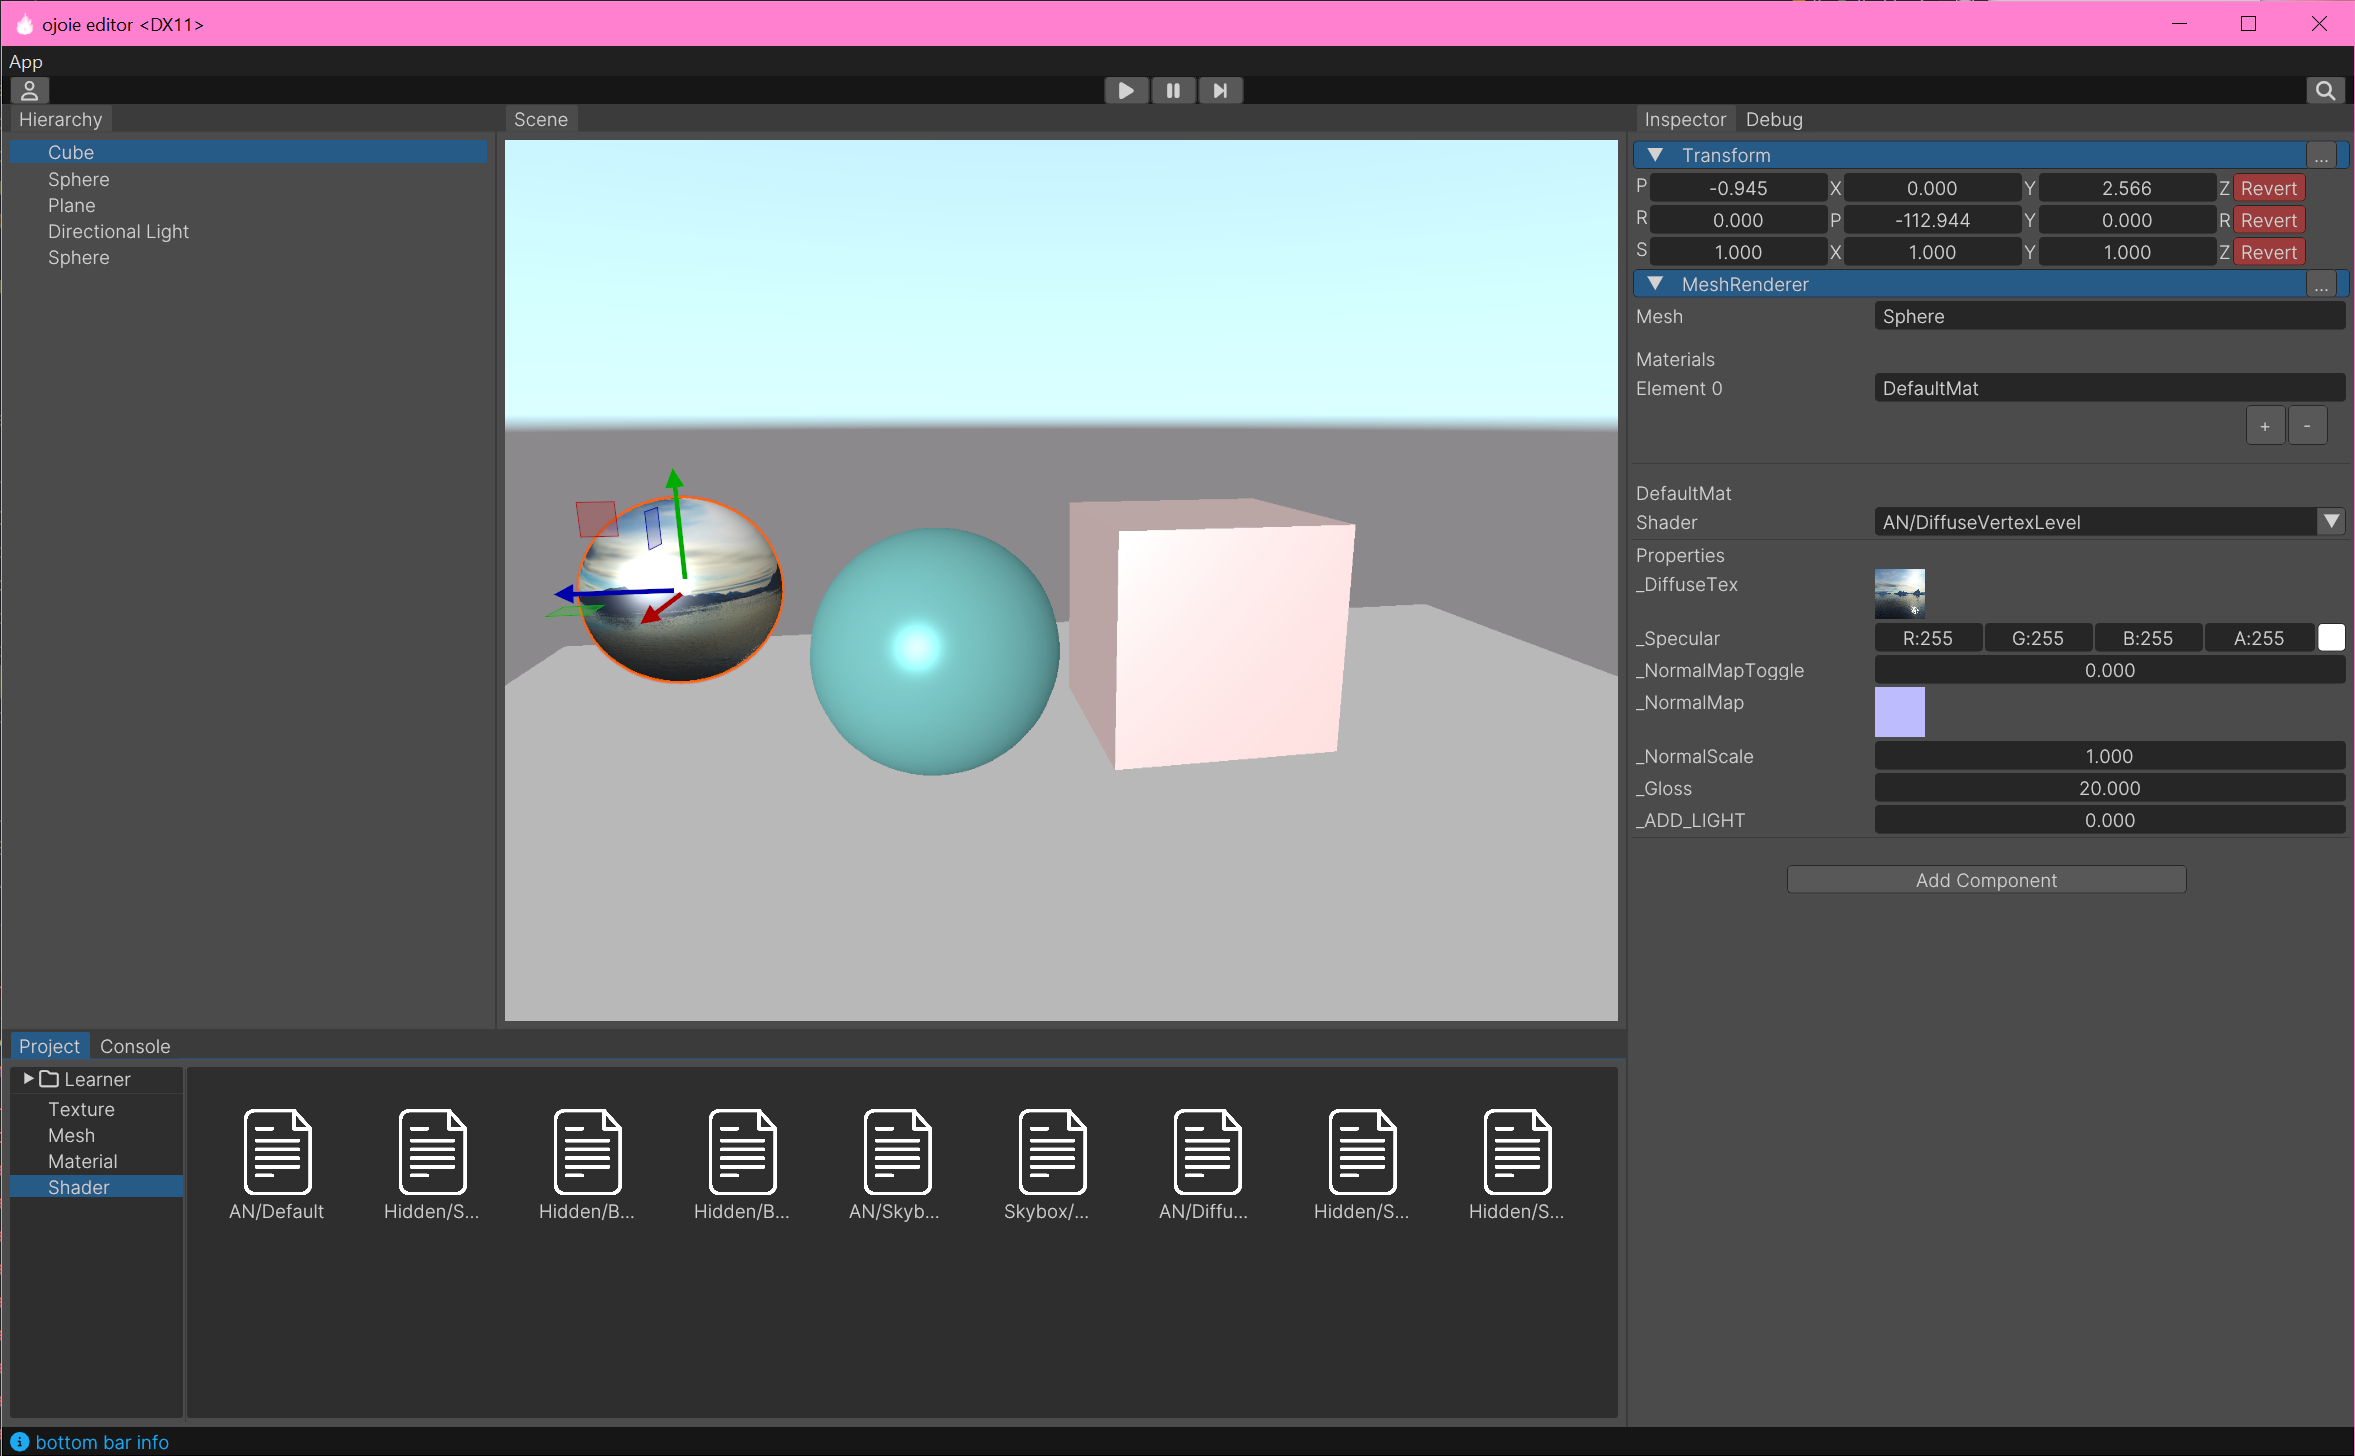 ojoie editor <DX11>
App
Hierarchy
Cube
Sphere
Plane
Directional Light
Sphere
Scene
Inspector Debug
Transform ...
P -0.945 X 0.000 Y 2.566 Z Revert
R 0.000 P -112.944 Y 0.000 R Revert
S 1.000 X 1.000 Y 1.000 Z Revert
MeshRenderer ...
Mesh Sphere
Materials
Element 0 DefaultMat
+ -
DefaultMat
Shader AN/DiffuseVertexLevel
Properties
_DiffuseTex
_Specular R:255 G:255 B:255 A:255
_NormalMapToggle 0.000
_NormalMap
_NormalScale 1.000
_Gloss 20.000
_ADD_LIGHT 0.000
Add Component
Project Console
Learner
Texture
Mesh
Material
Shader
AN/Default Hidden/S... Hidden/B... Hidden/B... AN/Skyb... Skybox/... AN/Diffu... Hidden/S... Hidden/S...
bottom bar info